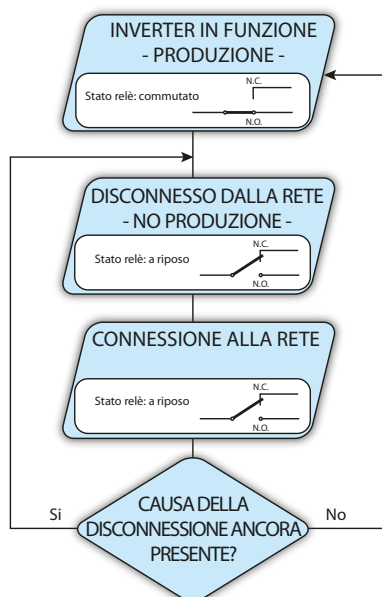 INVERTER IN FUNZIONE
- PRODUZIONE -
N.C.
Stato relè: commutato
N.O.
DISCONNESSO DALLA RETE
- NO PRODUZIONE -
N.C.
Stato relè: a riposo
N.O.
CONNESSIONE ALLA RETE
N.C.
Stato relè: a riposo
N.O.
Si
CAUSA DELLA
DISCONNESSIONE ANCORA
PRESENTE?
No